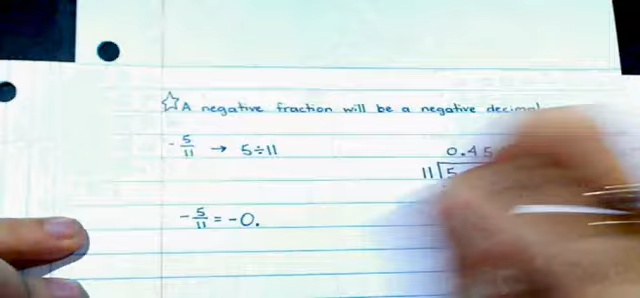 ☆A negative fraction will be a negative decimal
-5/11 → 5÷11
0.45
11⟌5
-5/11 = -0.